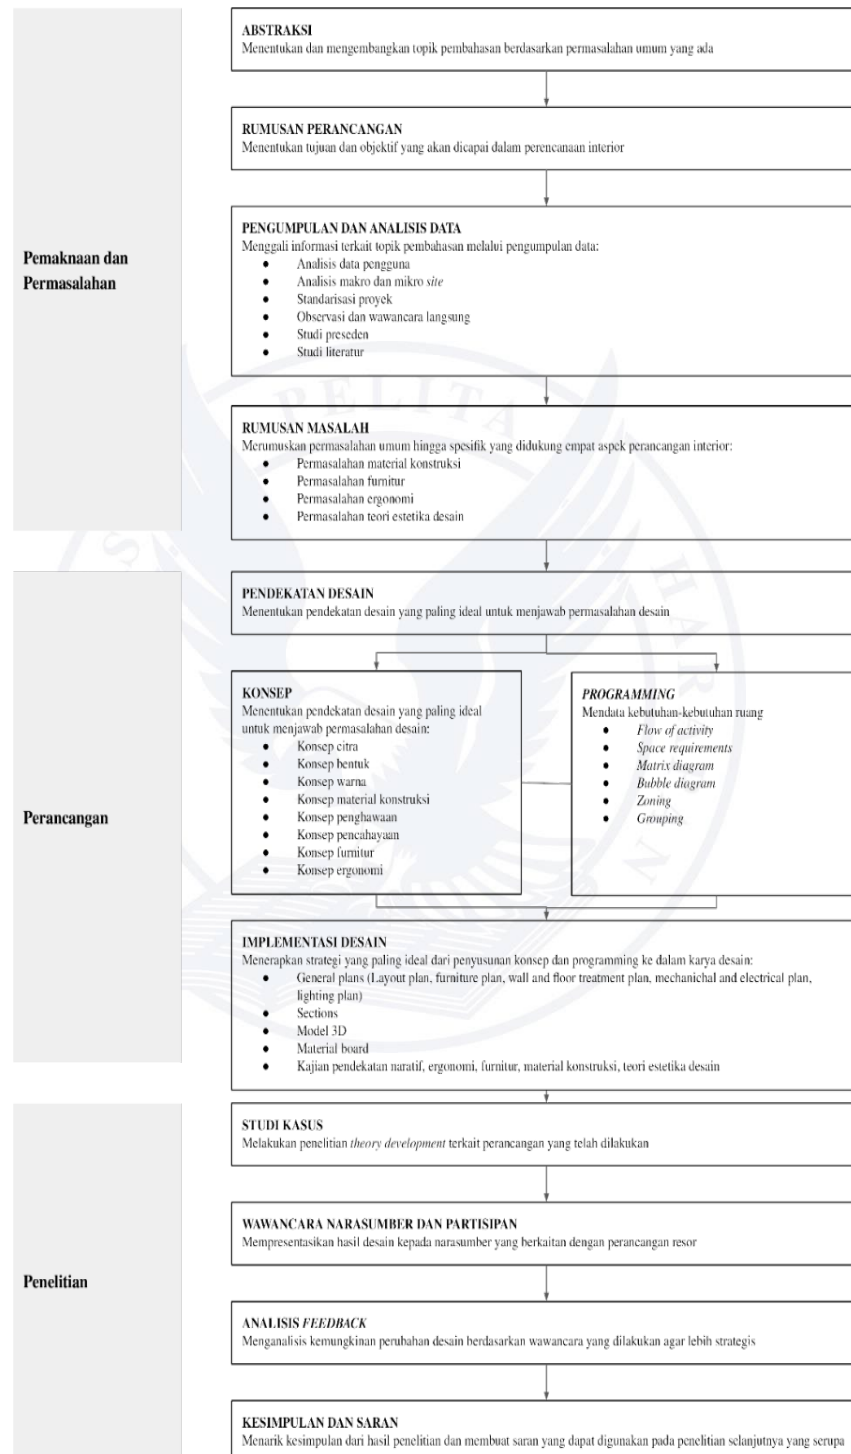 ABSTRAKSI
Menentukan dan mengembangkan topik pembahasan berdasarkan permasalahan umum yang ada
RUMUSAN PERANCANGAN
Menentukan tujuan dan objektif yang akan dicapai dalam perencanaan interior
Pemaknaan dan
Permasalahan
PENGUMPULAN DAN ANALISIS DATA
Menggali informasi terkait topik pembahasan melalui pengumpulan data:
● Analisis data pengguna
● Analisis makro dan mikro site
● Standarisasi proyek
● Observasi dan wawancara langsung
● Studi preseden
● Studi literatur
RUMUSAN MASALAH
Merumuskan permasalahan umum hingga spesifik yang didukung empat aspek perancangan interior:
● Permasalahan material konstruksi
● Permasalahan furnitur
● Permasalahan ergonomi
● Permasalahan teori estetika desain
Perancangan
PENDEKATAN DESAIN
Menentukan pendekatan desain yang paling ideal untuk menjawab permasalahan desain
KONSEP
Menentukan pendekatan desain yang paling ideal
untuk menjawab permasalahan desain:
● Konsep citra
● Konsep bentuk
● Konsep warna
● Konsep material konstruksi
● Konsep penghawaan
● Konsep pencahayaan
● Konsep furnitur
● Konsep ergonomi
PROGRAMMING
Mendata kebutuhan-kebutuhan ruang
● Flow of activity
● Space requirements
● Matrix diagram
● Bubble diagram
● Zoning
● Grouping
IMPLEMENTASI DESAIN
Menerapkan strategi yang paling ideal dari penyusunan konsep dan programming ke dalam karya desain:
● General plans (Layout plan, furniture plan, wall and floor treatment plan, mechanichal and electrical plan,
lighting plan)
● Sections
● Model 3D
● Material board
● Kajian pendekatan naratif, ergonomi, furnitur, material konstruksi, teori estetika desain
Penelitian
STUDI KASUS
Melakukan penelitian theory development terkait perancangan yang telah dilakukan
WAWANCARA NARASUMBER DAN PARTISIPAN
Mempresentasikan hasil desain kepada narasumber yang berkaitan dengan perancangan resor
ANALISIS FEEDBACK
Menganalisis kemungkinan perubahan desain berdasarkan wawancara yang dilakukan agar lebih strategis
KESIMPULAN DAN SARAN
Menarik kesimpulan dari hasil penelitian dan membuat saran yang dapat digunakan pada penelitian selanjutnya yang serupa
PELITA
HARAPAN